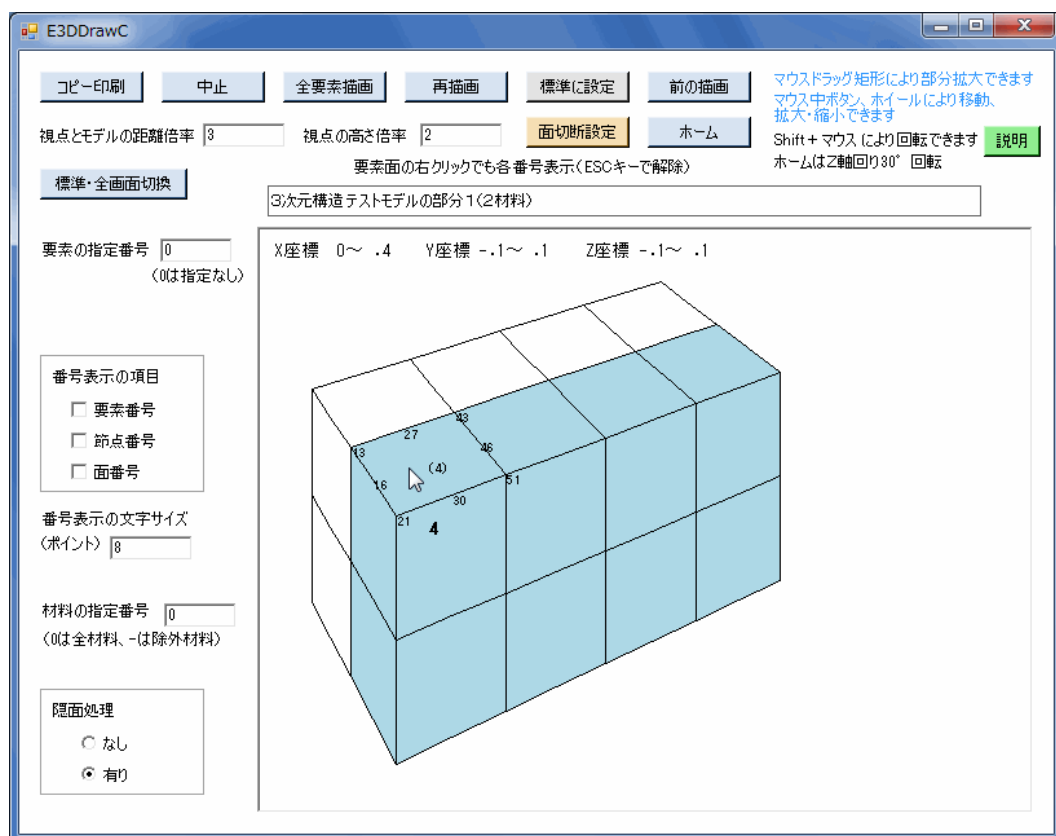 E3DDrawC
コピー印刷 中止 全要素描画 再描画 標準に設定 前の描画
マウスドラッグ矩形により部分拡大できます
マウス中ボタン、ホイールにより移動、
拡大・縮小できます
視点とモデルの距離倍率 3 視点の高さ倍率 2 面切断設定 ホーム
Shift+マウス により回転できます
ホームはZ軸回り30° 回転
説明
要素面の右クリックでも各番号表示(ESCキーで解除)
標準・全画面切換
3次元構造テストモデルの部分1(2材料)
要素の指定番号 0
(0は指定なし)
X座標 0～ .4 Y座標 -.1～ .1 Z座標 -.1～ .1
番号表示の項目
要素番号
節点番号
面番号
番号表示の文字サイズ
(ポイント) 8
材料の指定番号 0
(0は全材料、-は除外材料)
隠面処理
なし
有り
43
27
13
46
(4)
16
51
30
21
4